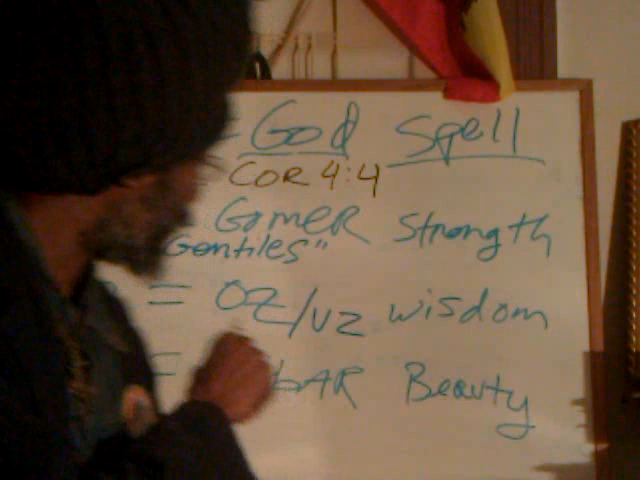 = God Spell
COR 4:4
GomeR Strength
Gentiles"
= OZ/UZ wisdom
= bAR Beauty